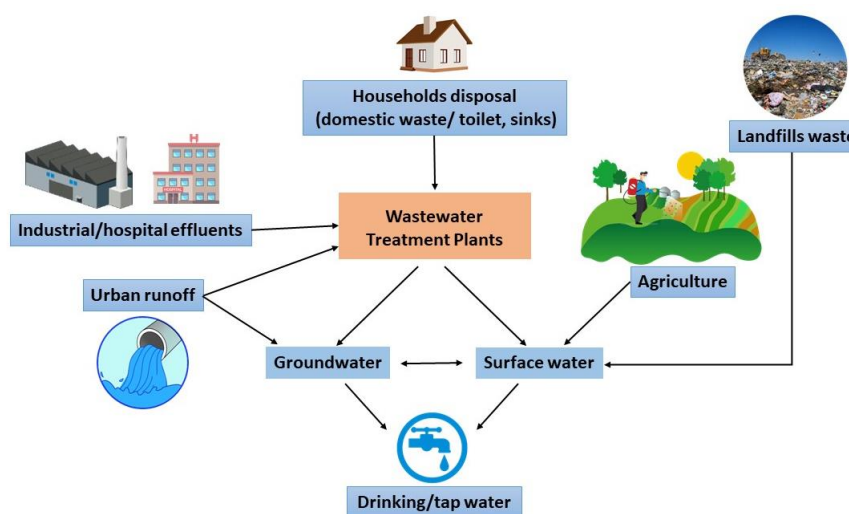 Households disposal
(domestic waste/ toilet, sinks)
Landfills waste
H
HOSPITAL
Industrial/hospital effluents
Wastewater
Treatment Plants
Urban runoff
Agriculture
Groundwater
Surface water
Drinking/tap water